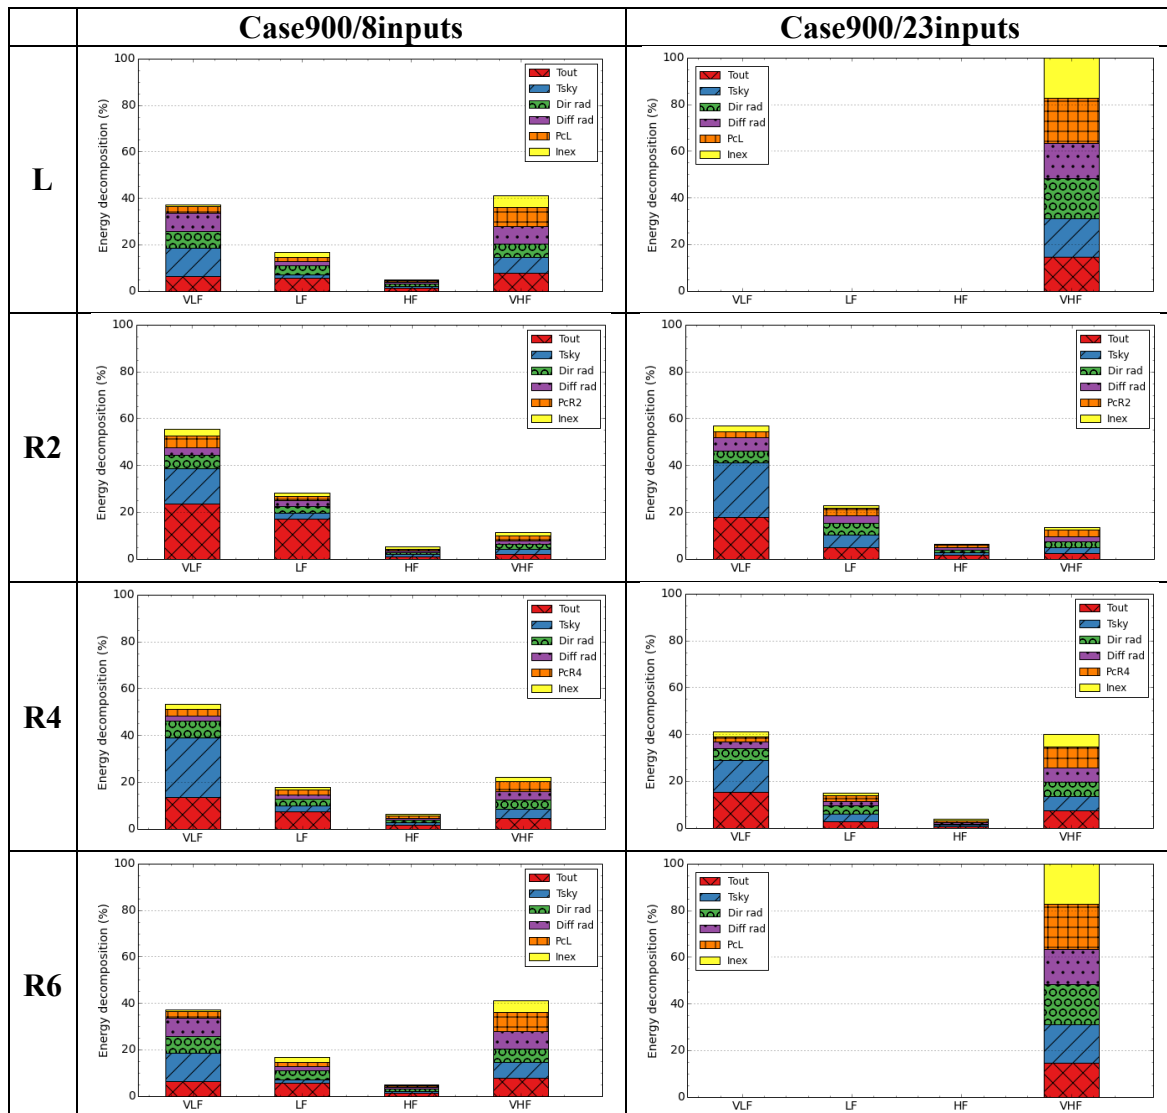 Case900/8inputs
Case900/23inputs
L
Energy decomposition (%)
100
80
60
40
20
0
VLF
LF
HF
VHF
Tout
Tsky
Dir rad
Diff rad
PcL
Inex
Energy decomposition (%)
100
80
60
40
20
0
VLF
LF
HF
VHF
Tout
Tsky
Dir rad
Diff rad
PcL
Inex
R2
Energy decomposition (%)
100
80
60
40
20
0
VLF
LF
HF
VHF
Tout
Tsky
Dir rad
Diff rad
PcR2
Inex
Energy decomposition (%)
100
80
60
40
20
0
VLF
LF
HF
VHF
Tout
Tsky
Dir rad
Diff rad
PcR2
Inex
R4
Energy decomposition (%)
100
80
60
40
20
0
VLF
LF
HF
VHF
Tout
Tsky
Dir rad
Diff rad
PcR4
Inex
Energy decomposition (%)
100
80
60
40
20
0
VLF
LF
HF
VHF
Tout
Tsky
Dir rad
Diff rad
PcR4
Inex
R6
Energy decomposition (%)
100
80
60
40
20
0
VLF
LF
HF
VHF
Tout
Tsky
Dir rad
Diff rad
PcL
Inex
Energy decomposition (%)
100
80
60
40
20
0
VLF
LF
HF
VHF
Tout
Tsky
Dir rad
Diff rad
PcL
Inex